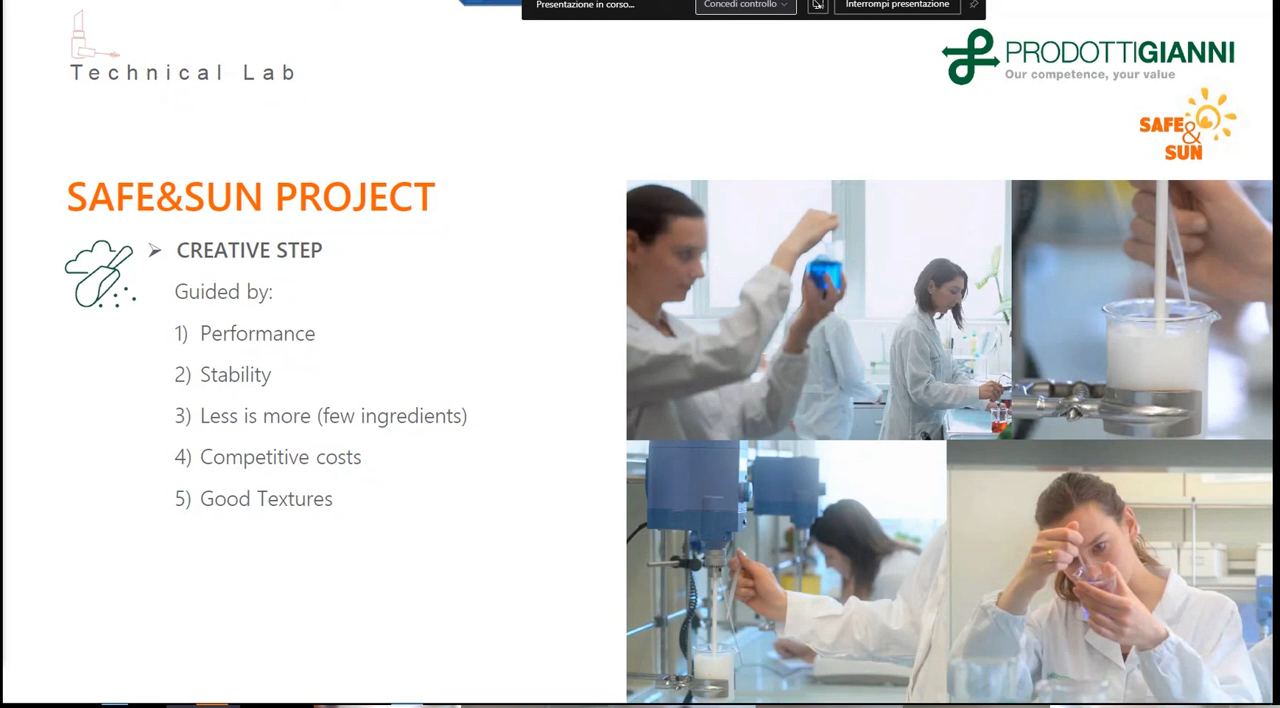 Presentazione in corso...
Concedi controllo
Interrompi presentazione
Technical Lab
PRODOTTIGIANNI
Our competence, your value
SAFE
&
SUN
SAFE&SUN PROJECT
➢ CREATIVE STEP
Guided by:
1) Performance
2) Stability
3) Less is more (few ingredients)
4) Competitive costs
5) Good Textures